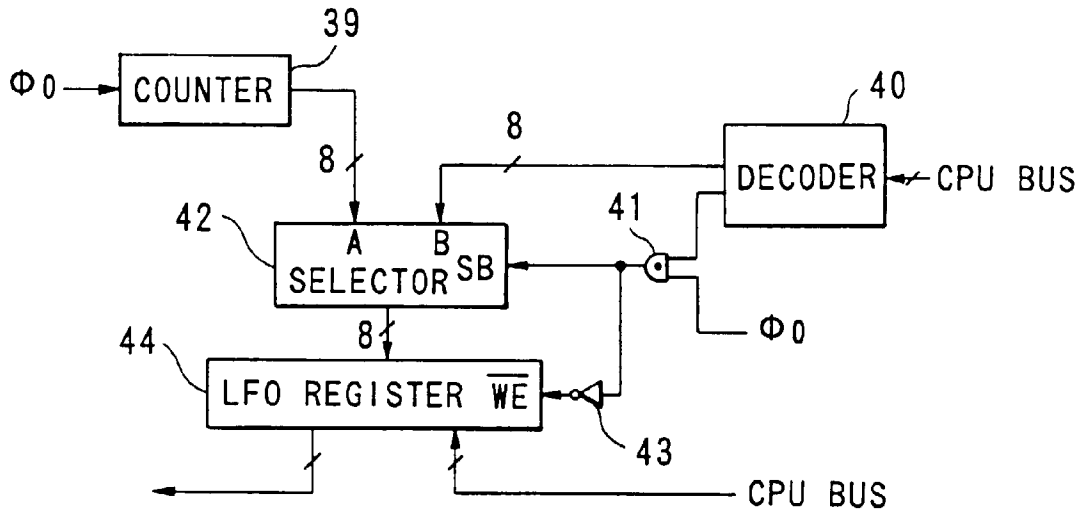 39
Φ0
COUNTER
40
8
8
DECODER
CPU BUS
42
41
A
B
SELECTOR
SB
Φ0
8
44
LFO REGISTER
WE
43
CPU BUS